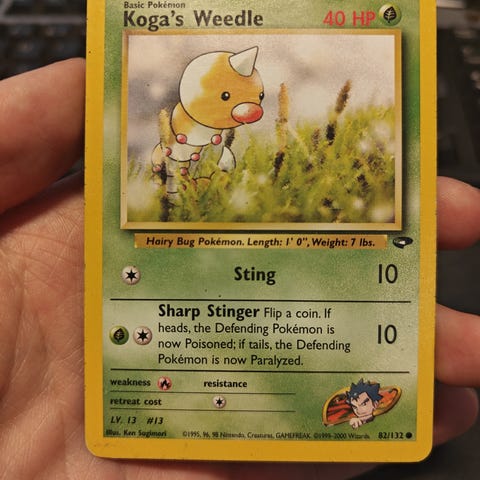 Basic Pokémon
Koga's Weedle 40 HP
Hairy Bug Pokémon. Length: 1' 0", Weight: 7 lbs.
Sting 10
Sharp Stinger Flip a coin. If
heads, the Defending Pokémon is
now Poisoned; if tails, the Defending
Pokémon is now Paralyzed.
10
weakness resistance
retreat cost
LV. 13 #13
Illus. Ken Sugimori ©1995, 96, 98 Nintendo, Creatures, GAMEFREAK. ©1999-2000 Wizards. 82/132